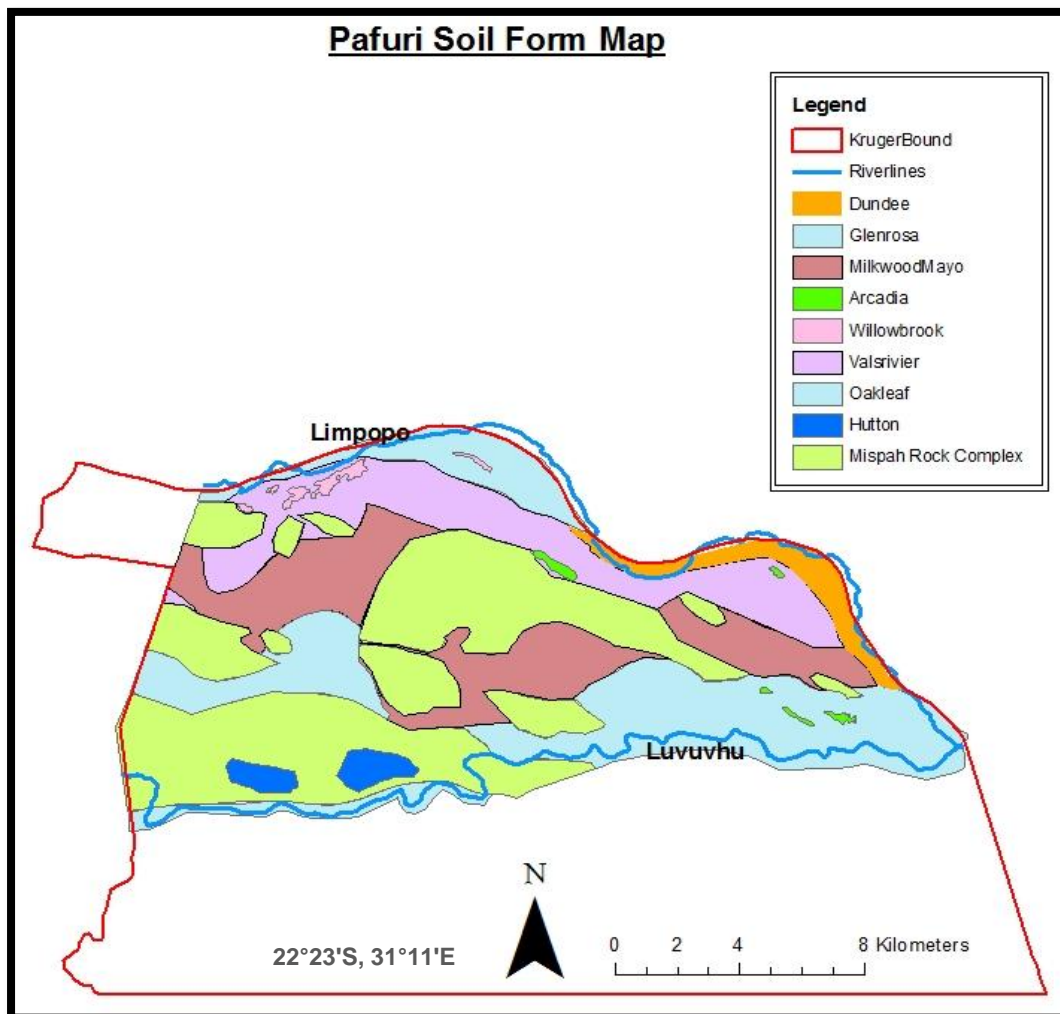 Pafuri Soil Form Map
Legend
KrugerBound
Riverlines
Dundee
Glenrosa
MilkwoodMayo
Arcadia
Willowbrook
Valsrivier
Oakleaf
Hutton
Mispah Rock Complex
Limpopo
Luvuvhu
N
22°23'S, 31°11'E
0 2 4 8 Kilometers